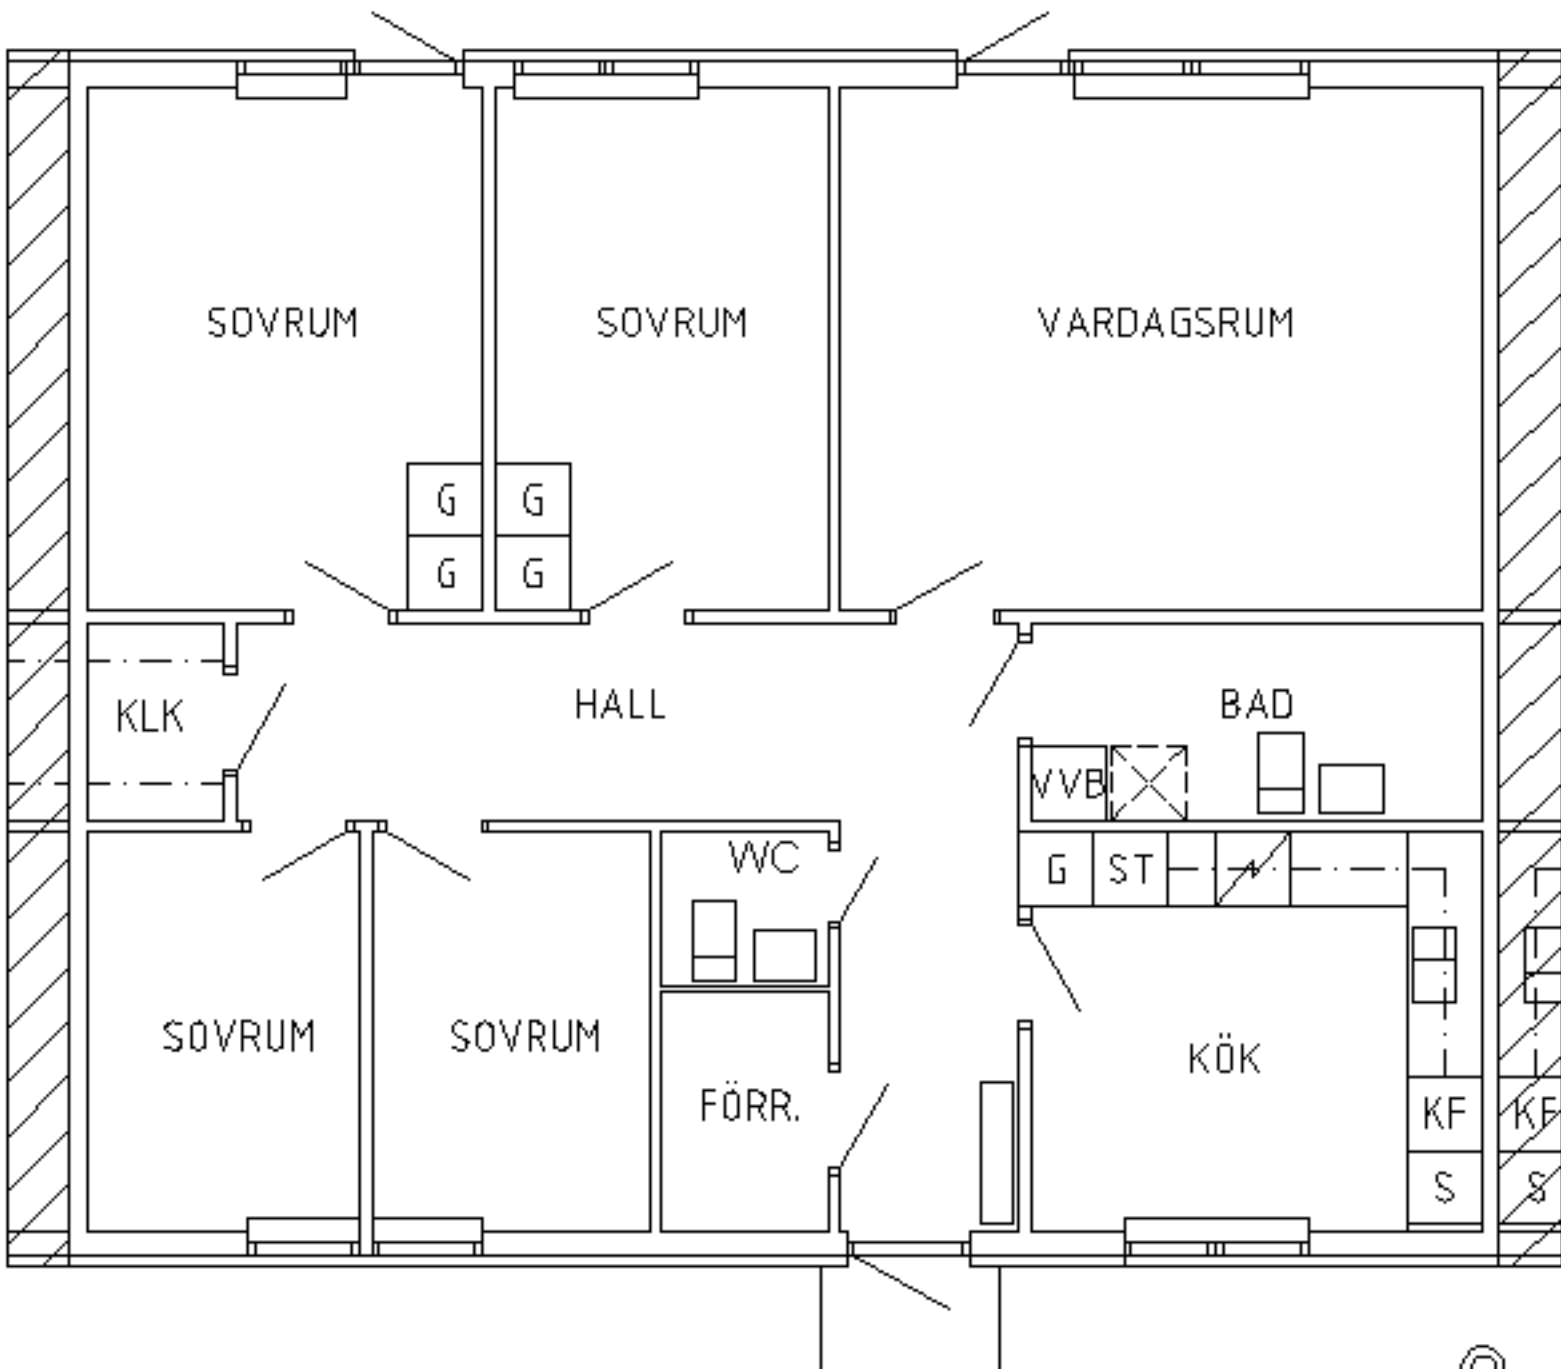 SOVRUM
SOVRUM
VARDAGSRUM
G
G
G
G
KLK
HALL
BAD
VVB
WC
G
ST
SOVRUM
SOVRUM
FÖRR.
KÖK
KF
KF
S
S